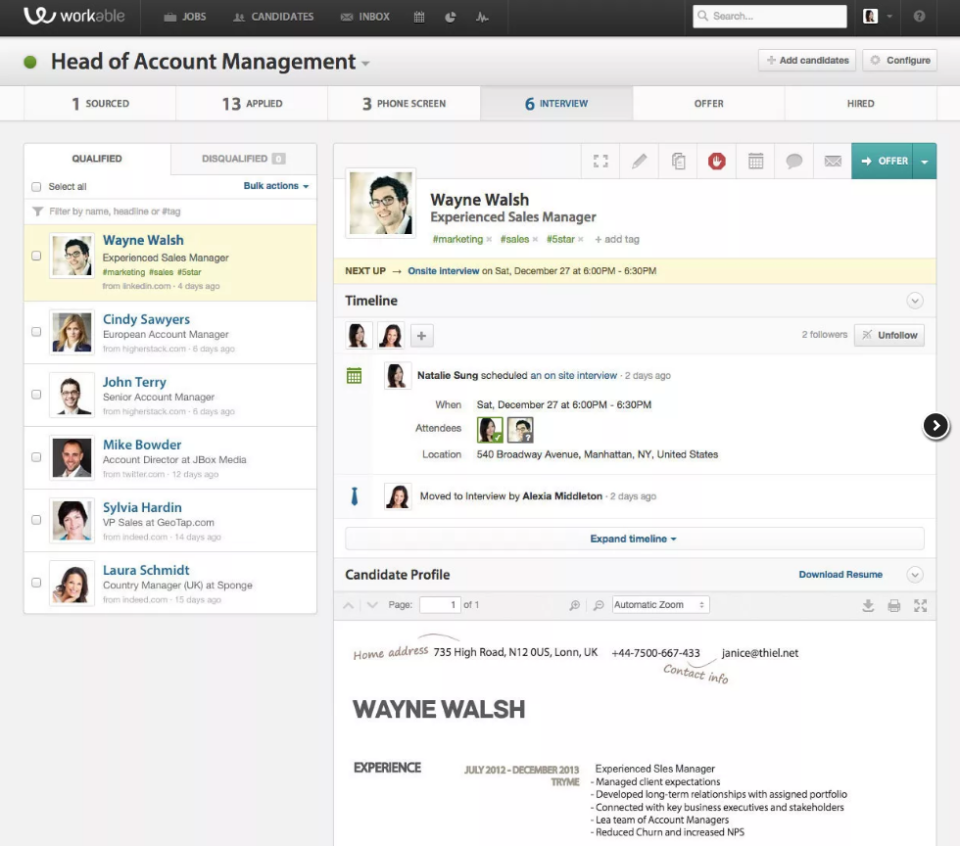 workable JOBS CANDIDATES INBOX Search...
Head of Account Management
Add candidates Configure
1 SOURCED 13 APPLIED 3 PHONE SCREEN 6 INTERVIEW OFFER HIRED
QUALIFIED DISQUALIFIED 0
Select all Bulk actions
Filter by name, headline or #tag
Wayne Walsh
Experienced Sales Manager
#marketing #sales #5star
from linkedin.com - 4 days ago
Cindy Sawyers
European Account Manager
from higherstack.com - 6 days ago
John Terry
Senior Account Manager
from higherstack.com - 6 days ago
Mike Bowder
Account Director at JBox Media
from twitter.com - 12 days ago
Sylvia Hardin
VP Sales at GeoTap.com
from indeed.com - 14 days ago
Laura Schmidt
Country Manager (UK) at Sponge
from indeed.com - 15 days ago
OFFER
Wayne Walsh
Experienced Sales Manager
#marketing × #sales × #5star × + add tag
NEXT UP → Onsite interview on Sat, December 27 at 6:00PM - 6:30PM
Timeline
2 followers Unfollow
Natalie Sung scheduled an on site interview - 2 days ago
When Sat, December 27 at 6:00PM - 6:30PM
Attendees
Location 540 Broadway Avenue, Manhattan, NY, United States
Moved to Interview by Alexia Middleton - 2 days ago
Expand timeline
Candidate Profile Download Resume
Page: 1 of 1 Automatic Zoom
Home address 735 High Road, N12 0US, Lonn, UK +44-7500-667-433 janice@thiel.net
Contact info
WAYNE WALSH
EXPERIENCE JULY 2012 - DECEMBER 2013 Experienced Sles Manager
TRYME - Managed client expectations
- Developed long-term relationships with assigned portfolio
- Connected with key business executives and stakeholders
- Lea team of Account Managers
- Reduced Churn and increased NPS